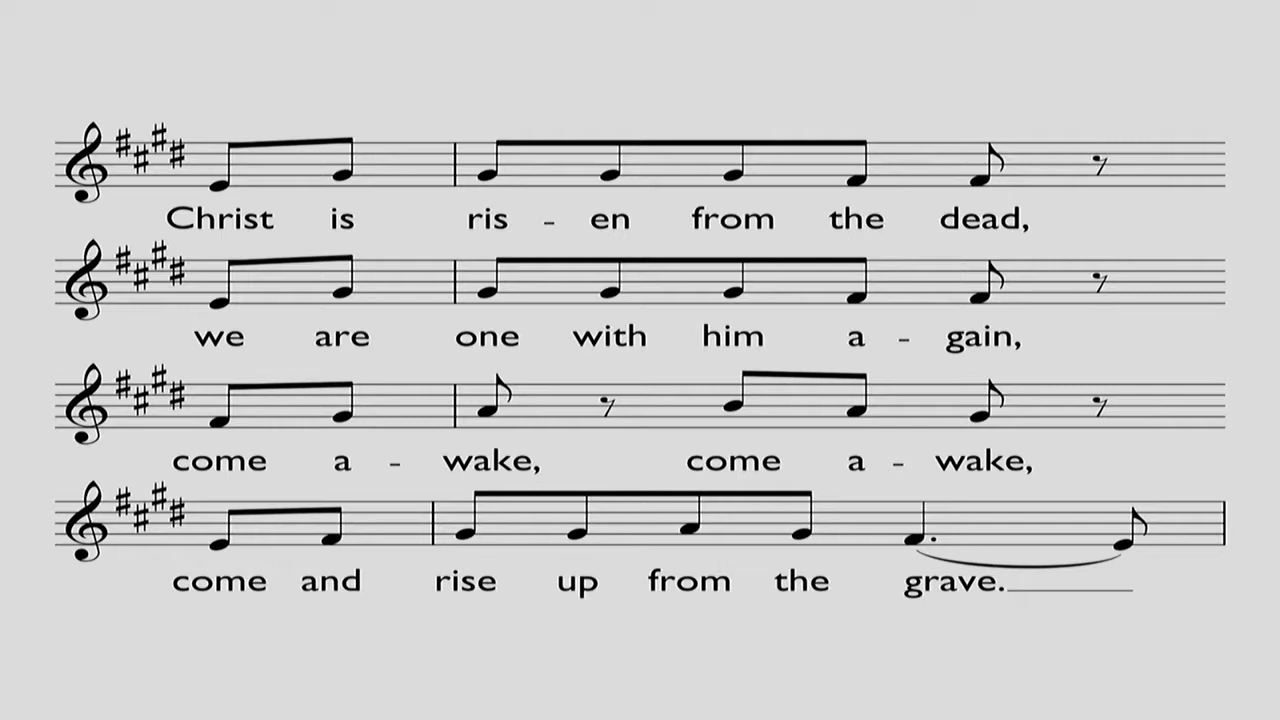 Christ is ris - en from the dead,
we are one with him a - gain,
come a - wake, come a - wake,
come and rise up from the grave.